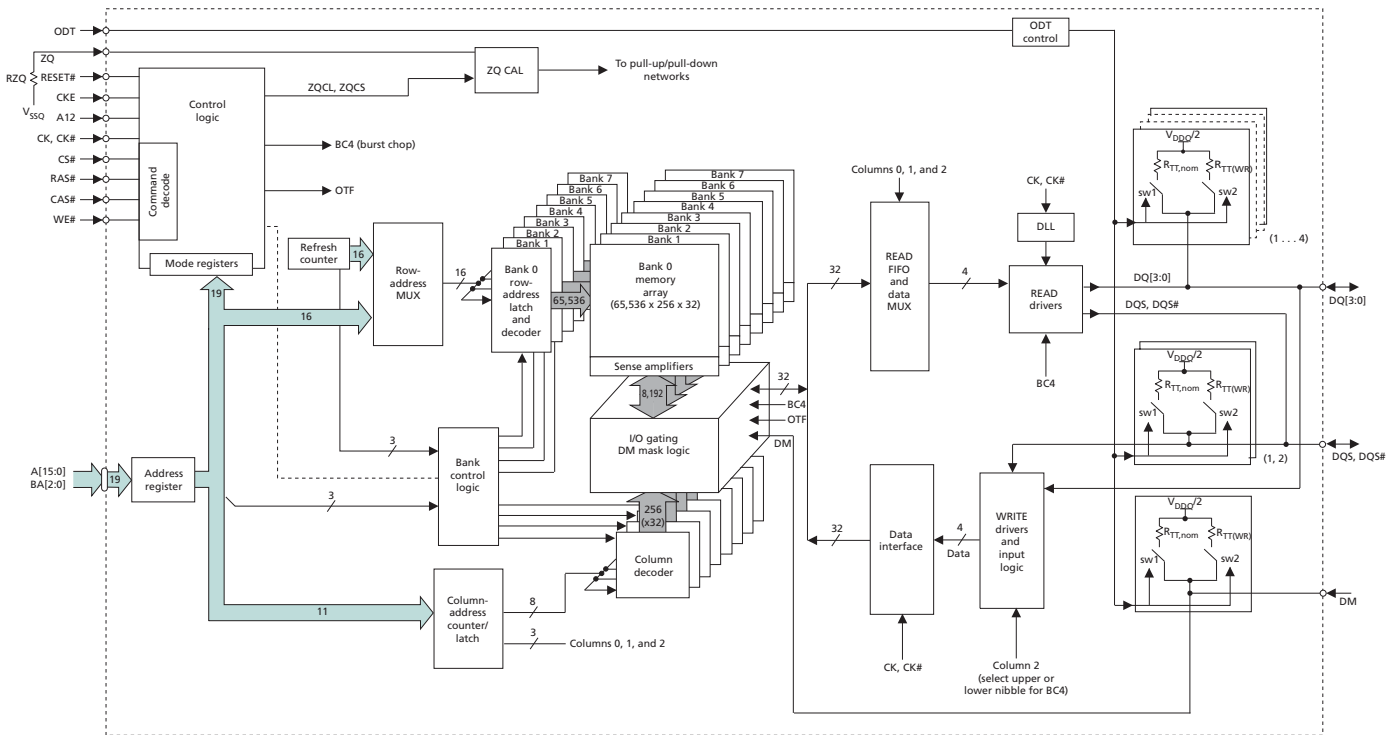 ODT
ODT
control
ZQ
RZQ
RESET#
CKE
VSSQ
A12
CK, CK#
CS#
RAS#
CAS#
WE#
Control
logic
Command
decode
Mode registers
ZQCL, ZQCS
ZQ CAL
To pull-up/pull-down
networks
BC4 (burst chop)
OTF
Refresh
counter
16
19
16
Row-
address
MUX
16
Bank 7
Bank 6
Bank 5
Bank 4
Bank 3
Bank 2
Bank 1
Bank 0
row-
address
latch
and
decoder
65,536
Bank 7
Bank 6
Bank 5
Bank 4
Bank 3
Bank 2
Bank 1
Bank 0
memory
array
(65,536 x 256 x 32)
Sense amplifiers
8,192
32
BC4
OTF
DM
I/O gating
DM mask logic
256
(x32)
Column
decoder
3
Bank
control
logic
3
A[15:0]
BA[2:0]
19
Address
register
11
Column-
address
counter/
latch
8
3
Columns 0, 1, and 2
Columns 0, 1, and 2
32
READ
FIFO
and
data
MUX
4
CK, CK#
DLL
READ
drivers
BC4
DQ[3:0]
DQS, DQS#
DQ[3:0]
VDDQ/2
RTT,nom
RTT(WR)
sw1
sw2
(1 . . . 4)
VDDQ/2
RTT,nom
RTT(WR)
sw1
sw2
(1, 2)
DQS, DQS#
32
Data
interface
4
Data
WRITE
drivers
and
input
logic
CK, CK#
Column 2
(select upper or
lower nibble for BC4)
VDDQ/2
RTT,nom
RTT(WR)
sw1
sw2
DM